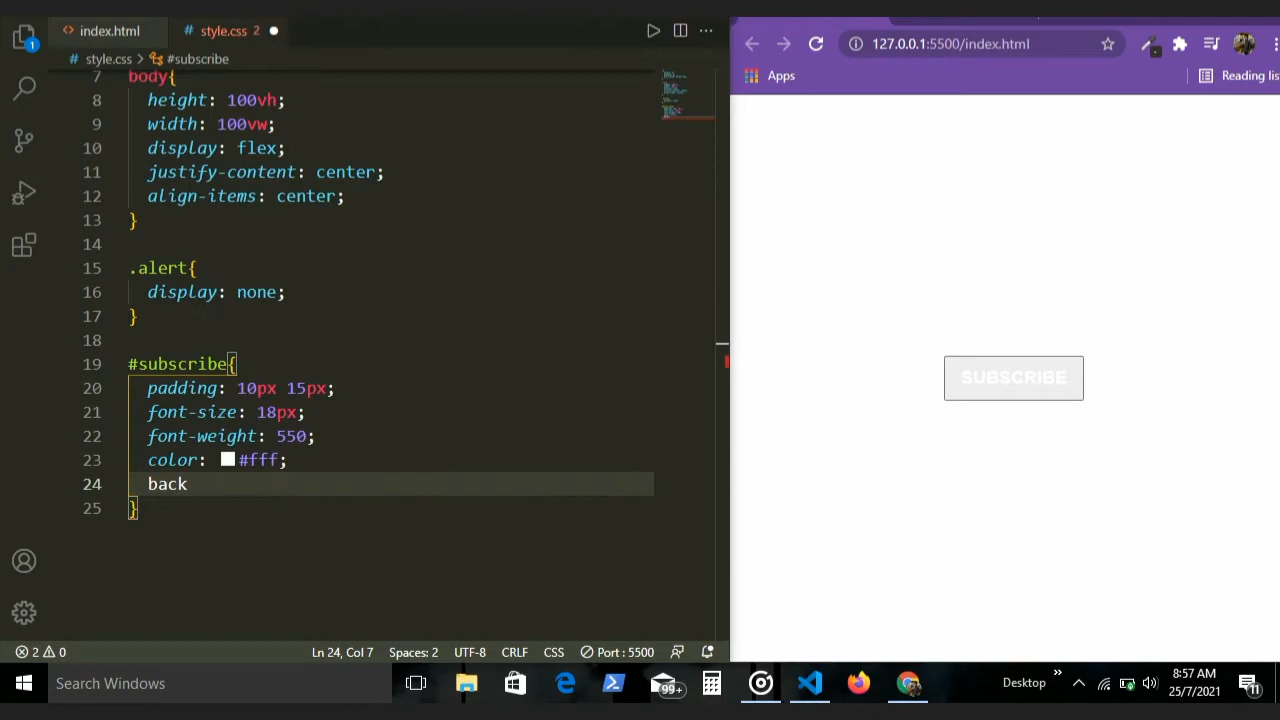 index.html
style.css 2
style.css > #subscribe
7 body{
8 height: 100vh;
9 width: 100vw;
10 display: flex;
11 justify-content: center;
12 align-items: center;
13 }
14
15 .alert{
16 display: none;
17 }
18
19 #subscribe{
20 padding: 10px 15px;
21 font-size: 18px;
22 font-weight: 550;
23 color: #fff;
24 back
25 }
1
2 0
Ln 24, Col 7
Spaces: 2
UTF-8
CRLF
CSS
Port : 5500
127.0.0.1:5500/index.html
Apps
Reading lis
SUBSCRIBE
Search Windows
99+
Desktop
8:57 AM
25/7/2021
11